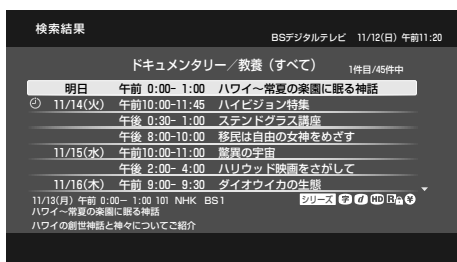 検索結果
BSデジタルテレビ 11/12(日) 午前11:20
ドキュメンタリー／教養（すべて） 1件目/45件中
明日 午前 0:00- 1:00 ハワイ～常夏の楽園に眠る神話
11/14(火) 午前10:00-11:45 ハイビジョン特集
午後 0:30- 1:00 ステンドグラス講座
午後 8:00-10:00 移民は自由の女神をめざす
11/15(水) 午前10:00-11:00 驚異の宇宙
午後 2:00- 4:00 ハリウッド映画をさがして
11/16(木) 午前 9:00- 9:30 ダイオウイカの生態
11/13(月) 午前 0:00－ 1:00 101 NHK BS1 シリーズ 字 d HD R ¥
ハワイ～常夏の楽園に眠る神話
ハワイの創世神話と神々についてご紹介